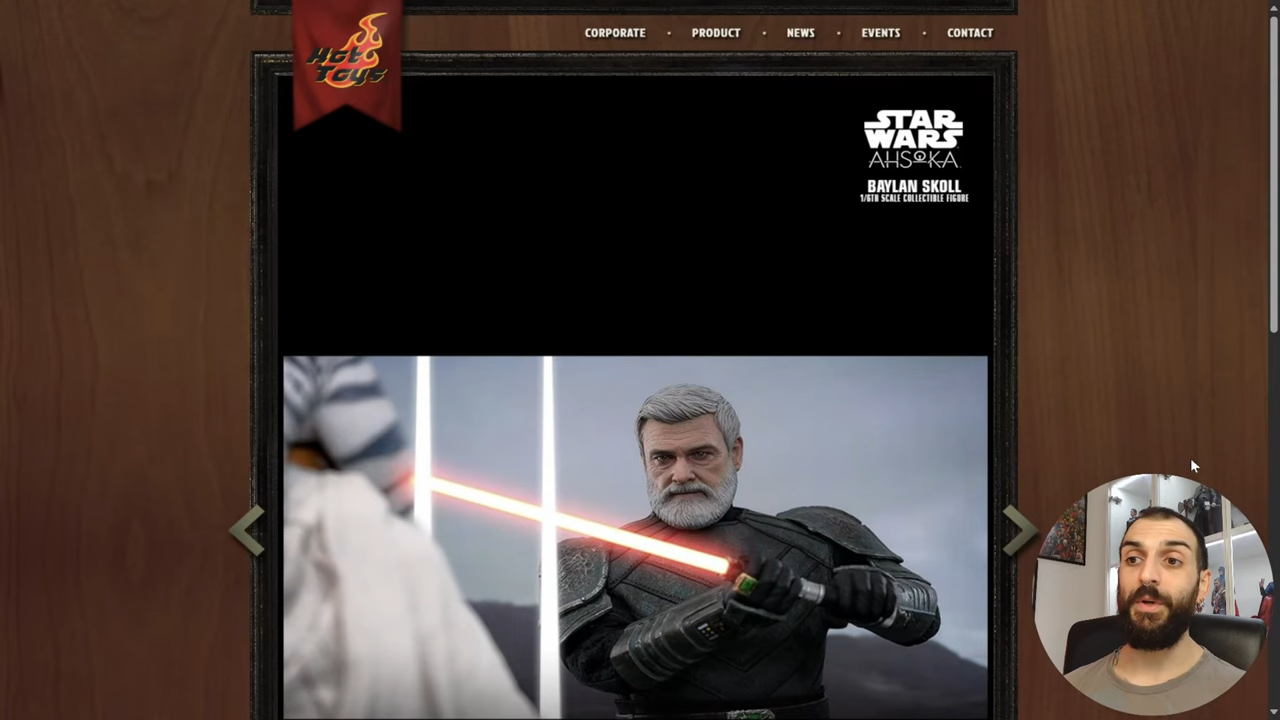 Hot
Toys
CORPORATE • PRODUCT • NEWS • EVENTS • CONTACT
STAR
WARS
AHSOKA
BAYLAN SKOLL
1/6TH SCALE COLLECTIBLE FIGURE